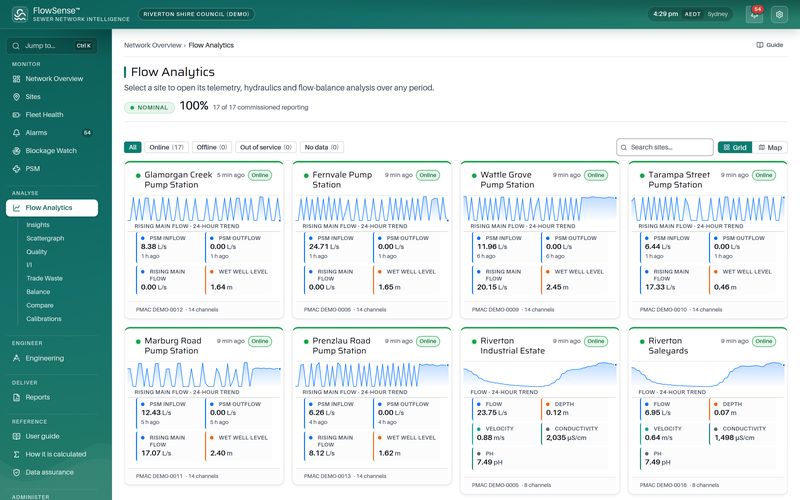 FlowSense™
SEWER NETWORK INTELLIGENCE
RIVERTON SHIRE COUNCIL (DEMO)
4:29 pm AEDT Sydney
54
Jump to... Ctrl K
MONITOR
Network Overview
Sites
Fleet Health
Alarms 54
Blockage Watch
PSM
ANALYSE
Flow Analytics
Insights
Scattergraph
Quality
I/I
Trade Waste
Balance
Compare
Calibrations
ENGINEER
Engineering
DELIVER
Reports
REFERENCE
User guide
How it is calculated
Data assurance
ADMINISTER
Network Overview › Flow Analytics
Guide
Flow Analytics
Select a site to open its telemetry, hydraulics and flow-balance analysis over any period.
NOMINAL 100% 17 of 17 commissioned reporting
All Online (17) Offline (0) Out of service (0) No data (0)
Search sites... Grid Map
Glamorgan Creek Pump Station 5 min ago Online
RISING MAIN FLOW · 24-HOUR TREND
PSM INFLOW 8.38 L/s 1 h ago
PSM OUTFLOW 0.00 L/s 1 h ago
RISING MAIN FLOW 0.00 L/s
WET WELL LEVEL 1.64 m
PMAC DEMO-0012 · 14 channels
Fernvale Pump Station 9 min ago Online
RISING MAIN FLOW · 24-HOUR TREND
PSM INFLOW 24.71 L/s 1 h ago
PSM OUTFLOW 0.00 L/s 1 h ago
RISING MAIN FLOW 0.00 L/s
WET WELL LEVEL 1.65 m
PMAC DEMO-0006 · 14 channels
Wattle Grove Pump Station 9 min ago Online
RISING MAIN FLOW · 24-HOUR TREND
PSM INFLOW 11.96 L/s 6 h ago
PSM OUTFLOW 0.00 L/s 6 h ago
RISING MAIN FLOW 20.15 L/s
WET WELL LEVEL 2.45 m
PMAC DEMO-0009 · 14 channels
Tarampa Street Pump Station 9 min ago Online
RISING MAIN FLOW · 24-HOUR TREND
PSM INFLOW 6.44 L/s 1 h ago
PSM OUTFLOW 0.00 L/s 1 h ago
RISING MAIN FLOW 17.33 L/s
WET WELL LEVEL 0.46 m
PMAC DEMO-0010 · 14 channels
Marburg Road Pump Station 9 min ago Online
RISING MAIN FLOW · 24-HOUR TREND
PSM INFLOW 12.43 L/s 5 h ago
PSM OUTFLOW 0.00 L/s 5 h ago
RISING MAIN FLOW 17.07 L/s
WET WELL LEVEL 2.40 m
PMAC DEMO-0011 · 14 channels
Prenzlau Road Pump Station 9 min ago Online
RISING MAIN FLOW · 24-HOUR TREND
PSM INFLOW 6.26 L/s 4 h ago
PSM OUTFLOW 0.00 L/s 4 h ago
RISING MAIN FLOW 8.12 L/s
WET WELL LEVEL 1.62 m
PMAC DEMO-0013 · 14 channels
Riverton Industrial Estate 9 min ago Online
FLOW · 24-HOUR TREND
FLOW 23.75 L/s
DEPTH 0.12 m
VELOCITY 0.88 m/s
CONDUCTIVITY 2,035 µS/cm
PH 7.49 pH
PMAC DEMO-0005 · 8 channels
Riverton Saleyards 9 min ago Online
FLOW · 24-HOUR TREND
FLOW 6.95 L/s
DEPTH 0.07 m
VELOCITY 0.64 m/s
CONDUCTIVITY 1,498 µS/cm
PH 7.49 pH
PMAC DEMO-0016 · 8 channels